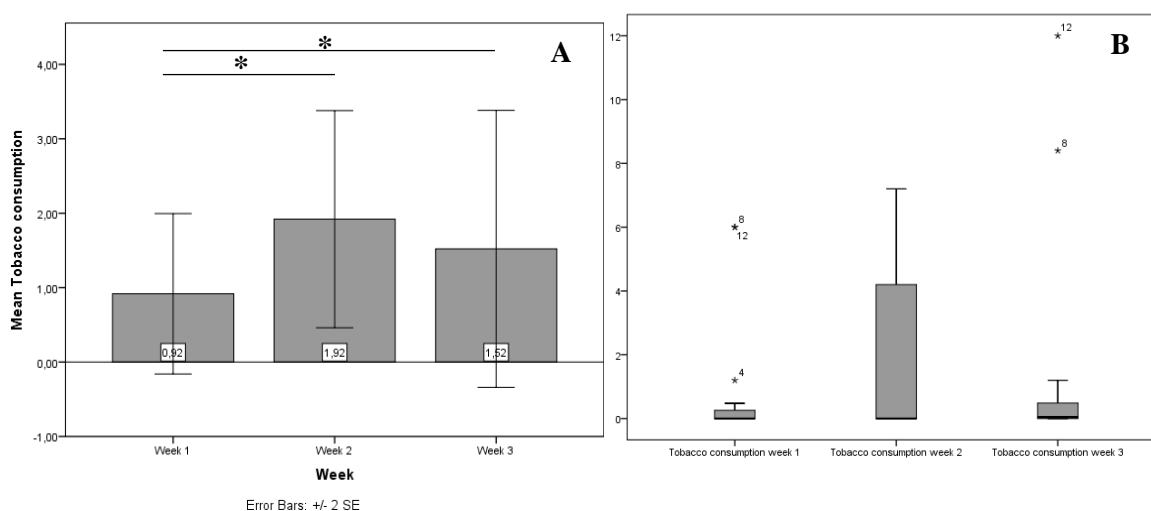 A
*
*
4,00
3,00
2,00
1,00
0,00
-1,00
Mean Tobacco consumption
0,92
1,92
1,52
Week 1
Week 2
Week 3
Week
Error Bars: +/- 2 SE
B
12
10
8
6
4
2
0
8
12
4
12
8
Tobacco consumption week 1
Tobacco consumption week 2
Tobacco consumption week 3